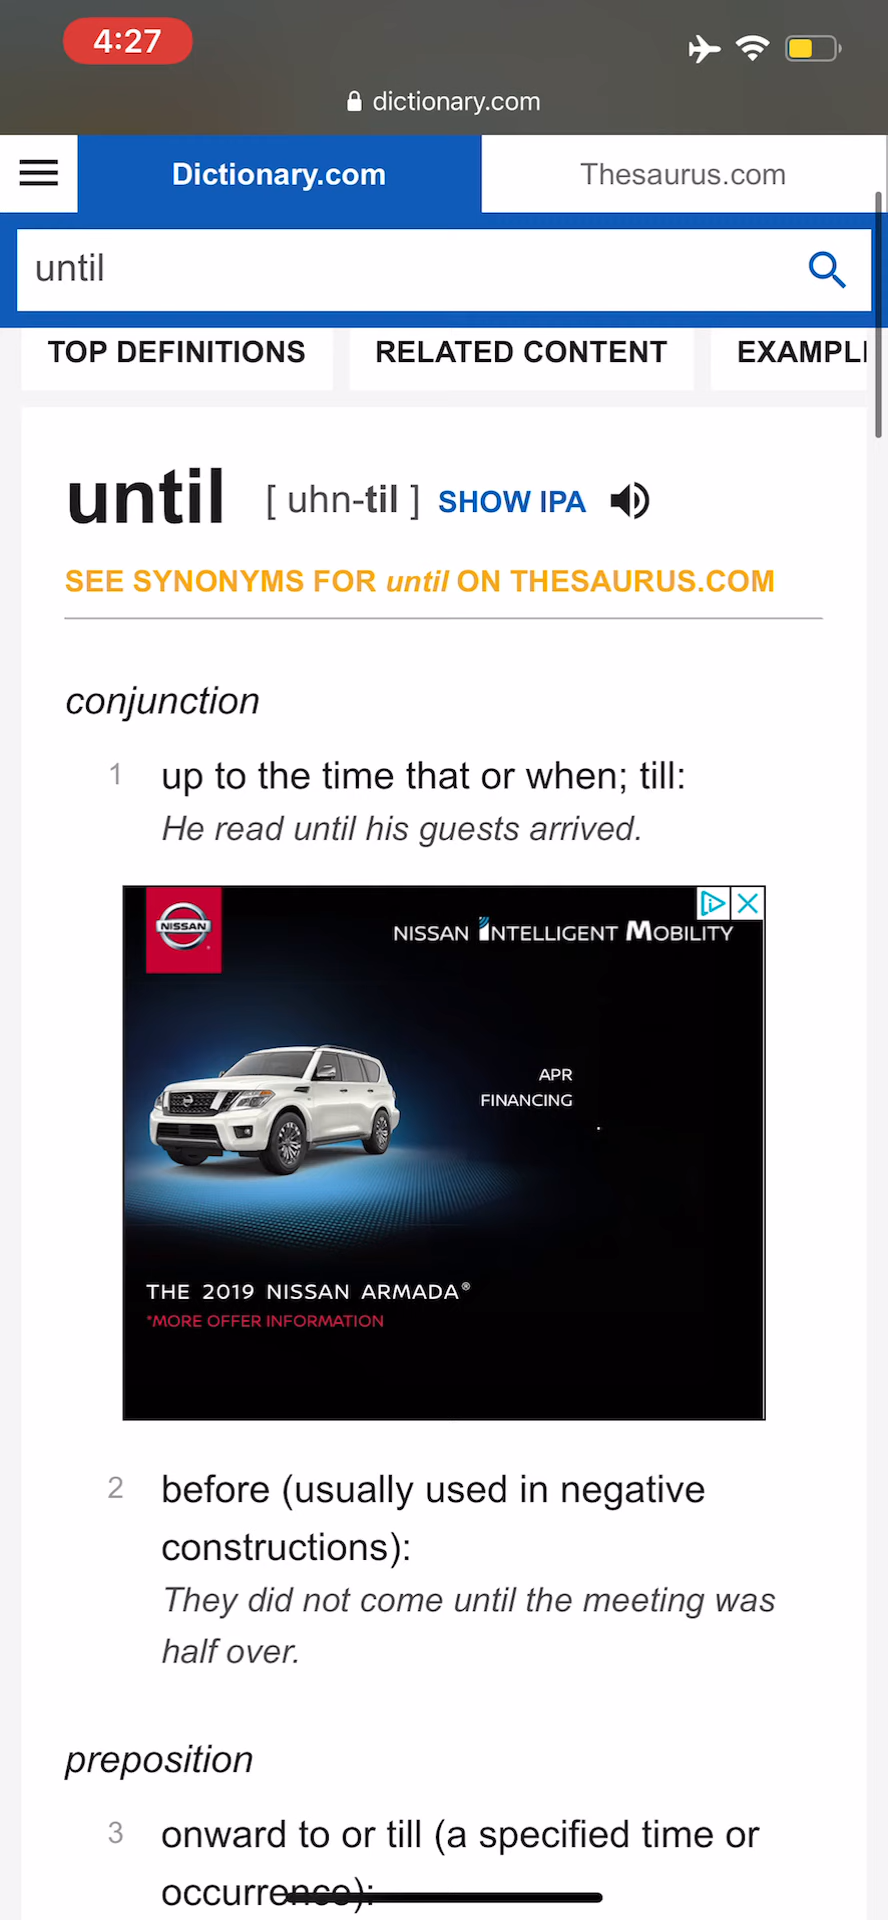 4:27
dictionary.com
Dictionary.com
Thesaurus.com
until
TOP DEFINITIONS
RELATED CONTENT
EXAMPL
until [ uhn-til ] SHOW IPA
SEE SYNONYMS FOR until ON THESAURUS.COM
conjunction
1 up to the time that or when; till:
He read until his guests arrived.
NISSAN
NISSAN INTELLIGENT MOBILITY
APR
FINANCING
THE 2019 NISSAN ARMADA®
*MORE OFFER INFORMATION
2 before (usually used in negative
constructions):
They did not come until the meeting was
half over.
preposition
3 onward to or till (a specified time or
occurrence):